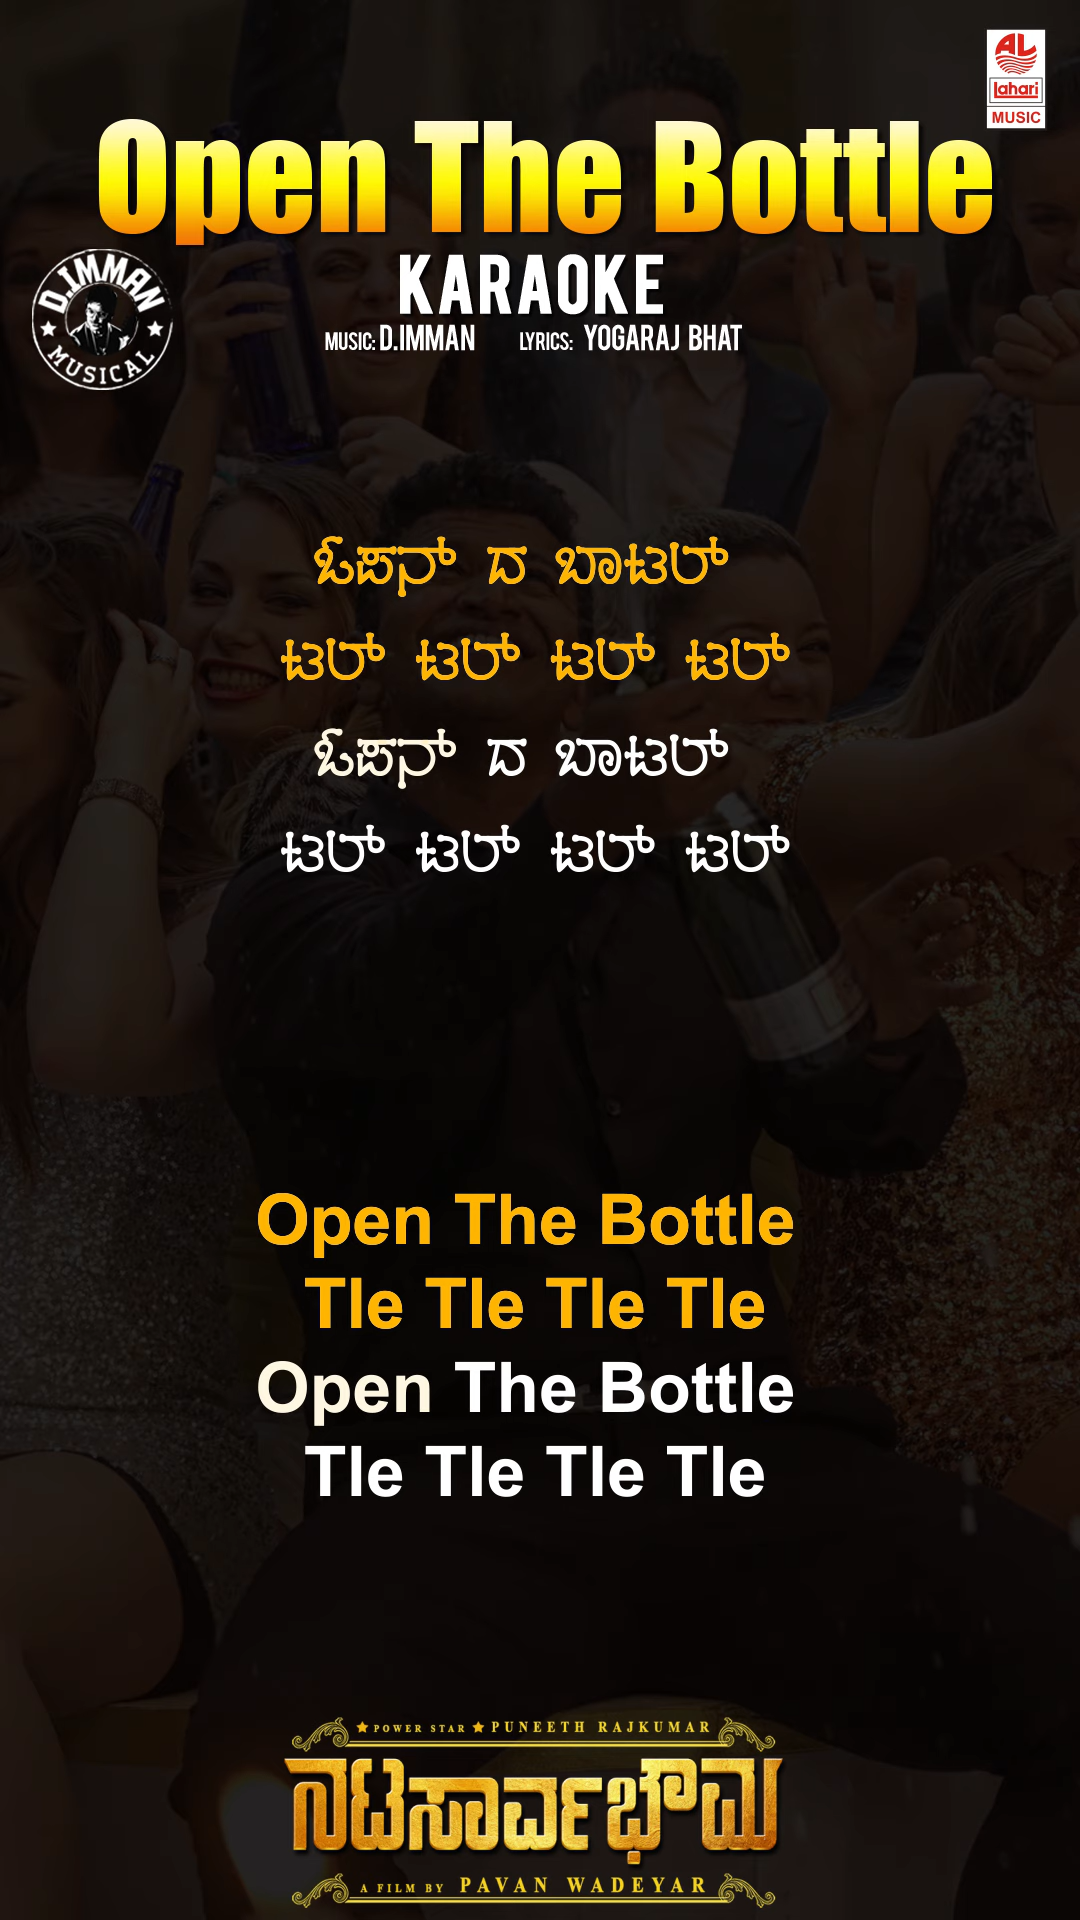 AL
Lahari
MUSIC
Open The Bottle
KARAOKE
MUSIC: D.IMMAN LYRICS: YOGARAJ BHAT
D.IMMAN
MUSICAL
ಓಪನ್ ದ ಬಾಟಲ್
ಟಲ್ ಟಲ್ ಟಲ್ ಟಲ್
ಓಪನ್ ದ ಬಾಟಲ್
ಟಲ್ ಟಲ್ ಟಲ್ ಟಲ್
Open The Bottle
Tle Tle Tle Tle
Open The Bottle
Tle Tle Tle Tle
POWER STAR PUNEETH RAJKUMAR
ನಟಸಾರ್ವಭೌಮ
A FILM BY PAVAN WADEYAR